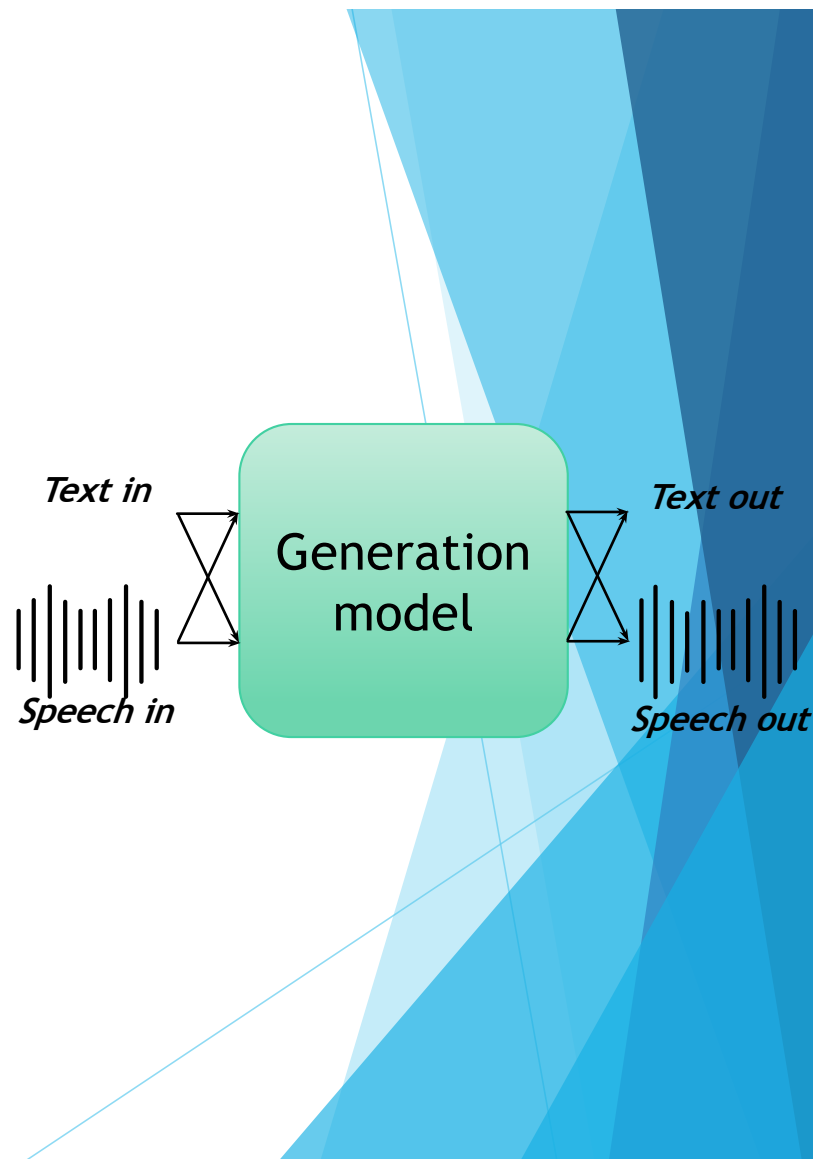 Text in
Speech in
Generation
model
Text out
Speech out